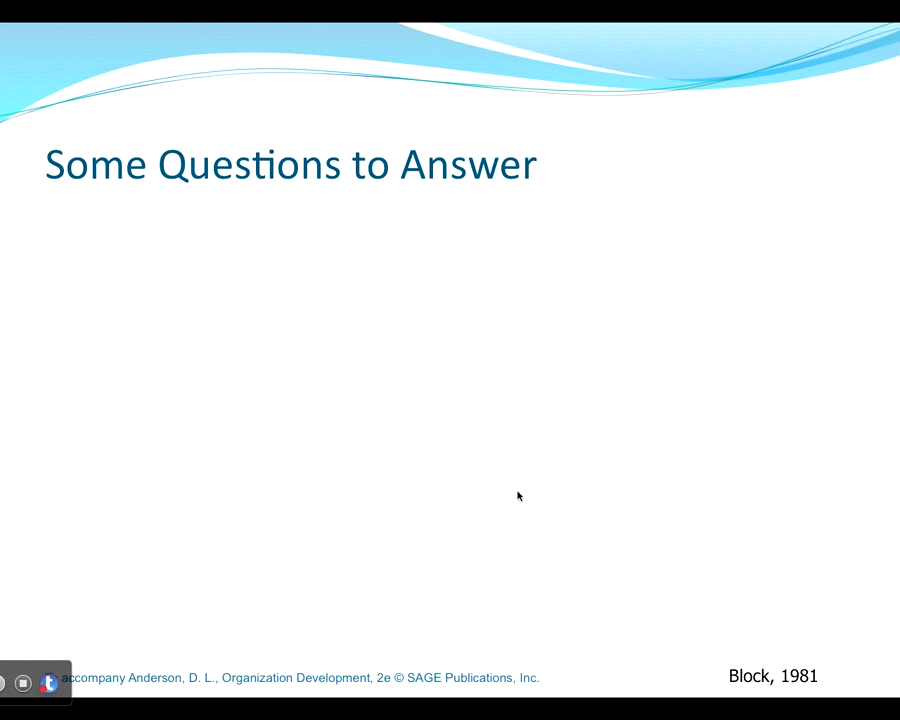 Some Questions to Answer
accompany Anderson, D. L., Organization Development, 2e © SAGE Publications, Inc.
Block, 1981